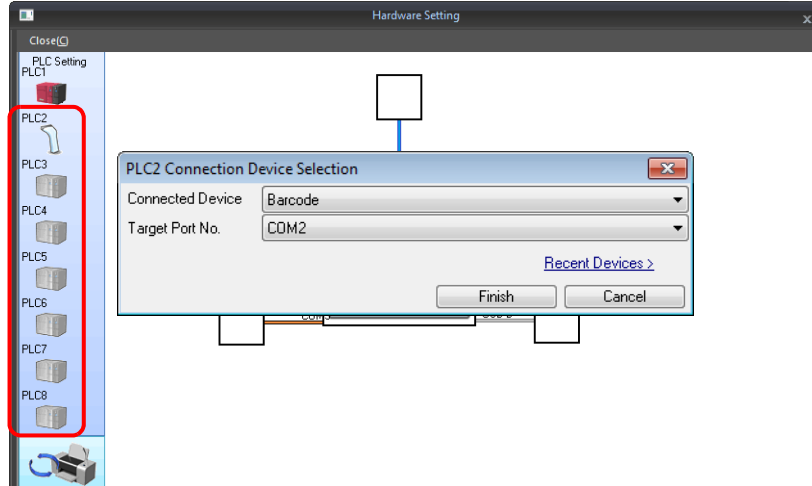 Hardware Setting
x
Close(C)
PLC Setting
PLC1
PLC2
PLC3
PLC4
PLC5
PLC6
PLC7
PLC8
PLC2 Connection Device Selection
Connected Device
Barcode
Target Port No.
COM2
Recent Devices >
Finish
Cancel